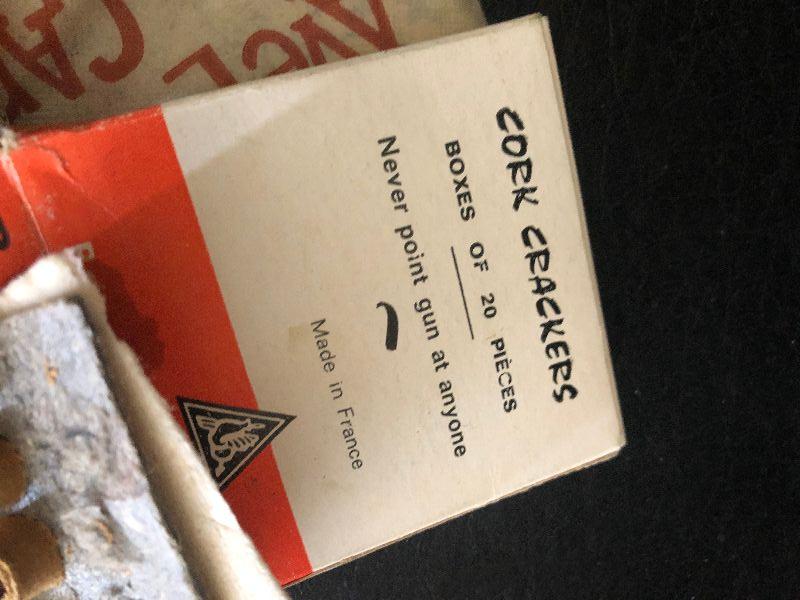 CORK CRACKERS
BOXES OF 20 PIÈCES
Never point gun at anyone
Made in France